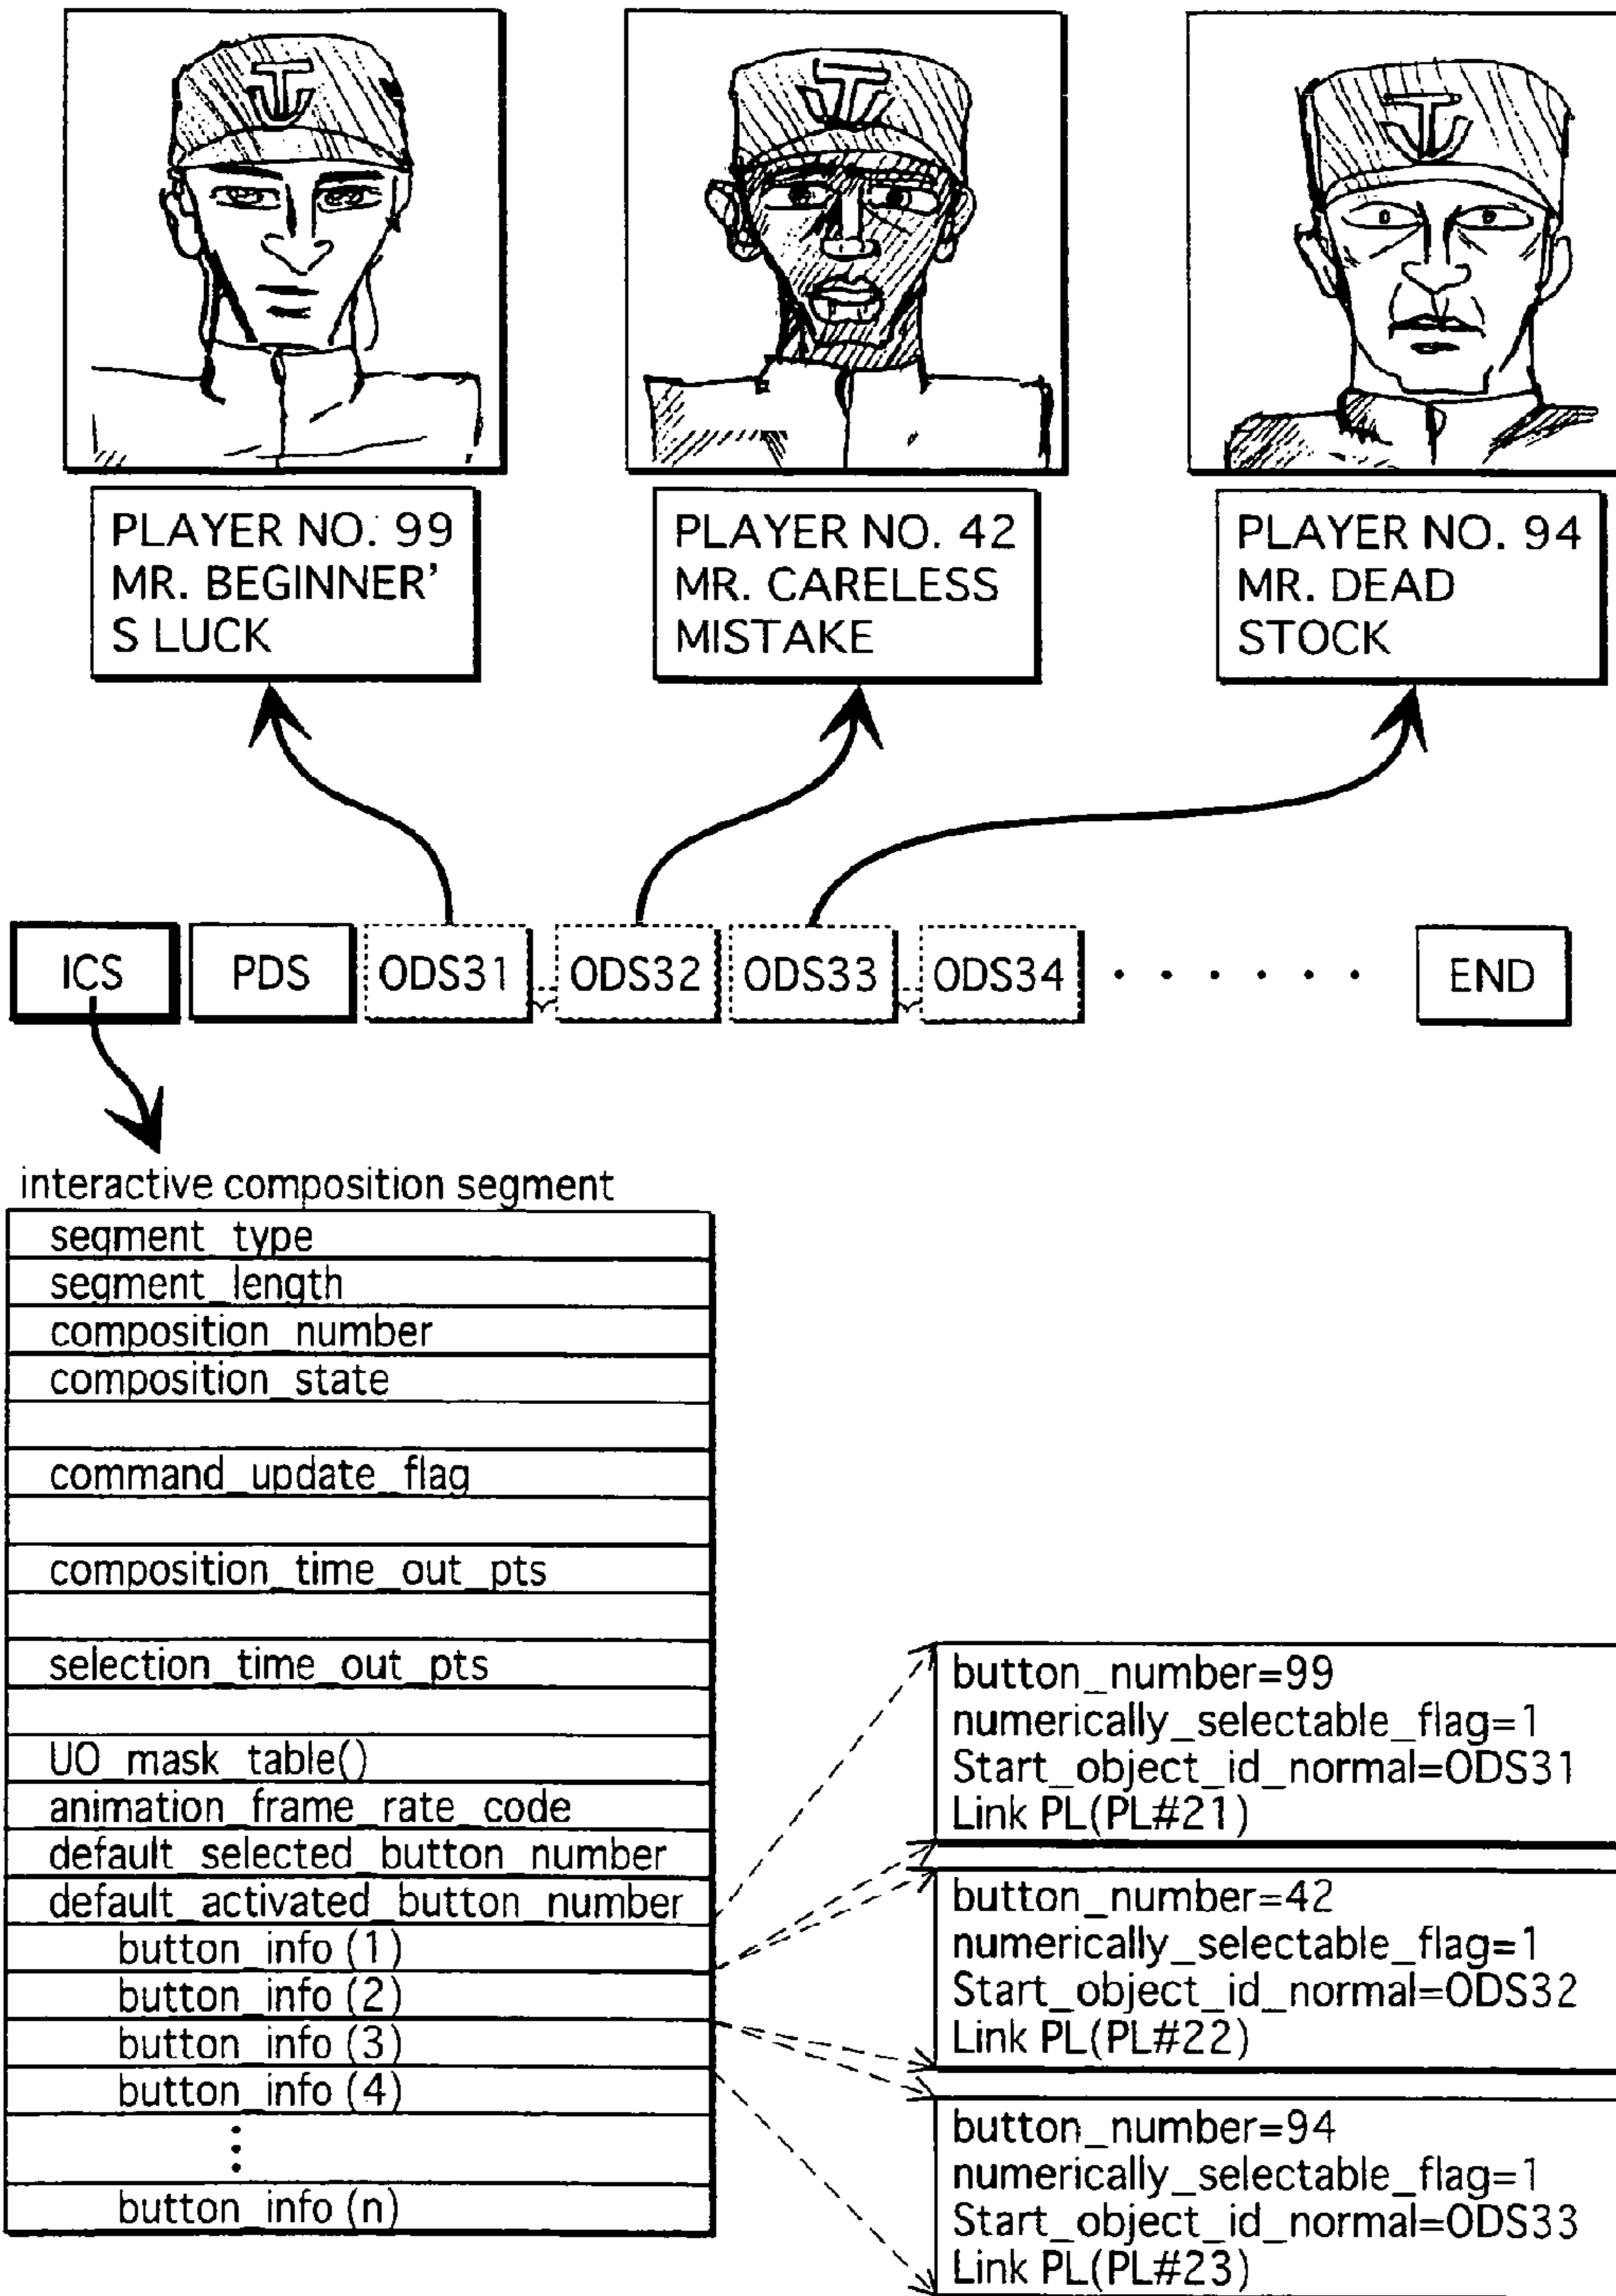 PLAYER NO. 99
MR. BEGINNER'
S LUCK
PLAYER NO. 42
MR. CARELESS
MISTAKE
PLAYER NO. 94
MR. DEAD
STOCK
ICS PDS ODS31 ODS32 ODS33 ODS34 · · · · · · END
interactive composition segment
segment_type
segment_length
composition_number
composition_state
command_update_flag
composition_time_out_pts
selection_time_out_pts
UO_mask_table()
animation_frame_rate_code
default_selected_button_number
default_activated_button_number
button_info (1)
button_info (2)
button_info (3)
button_info (4)
button_info (n)
button_number=99
numerically_selectable_flag=1
Start_object_id_normal=ODS31
Link PL(PL#21)
button_number=42
numerically_selectable_flag=1
Start_object_id_normal=ODS32
Link PL(PL#22)
button_number=94
numerically_selectable_flag=1
Start_object_id_normal=ODS33
Link PL(PL#23)